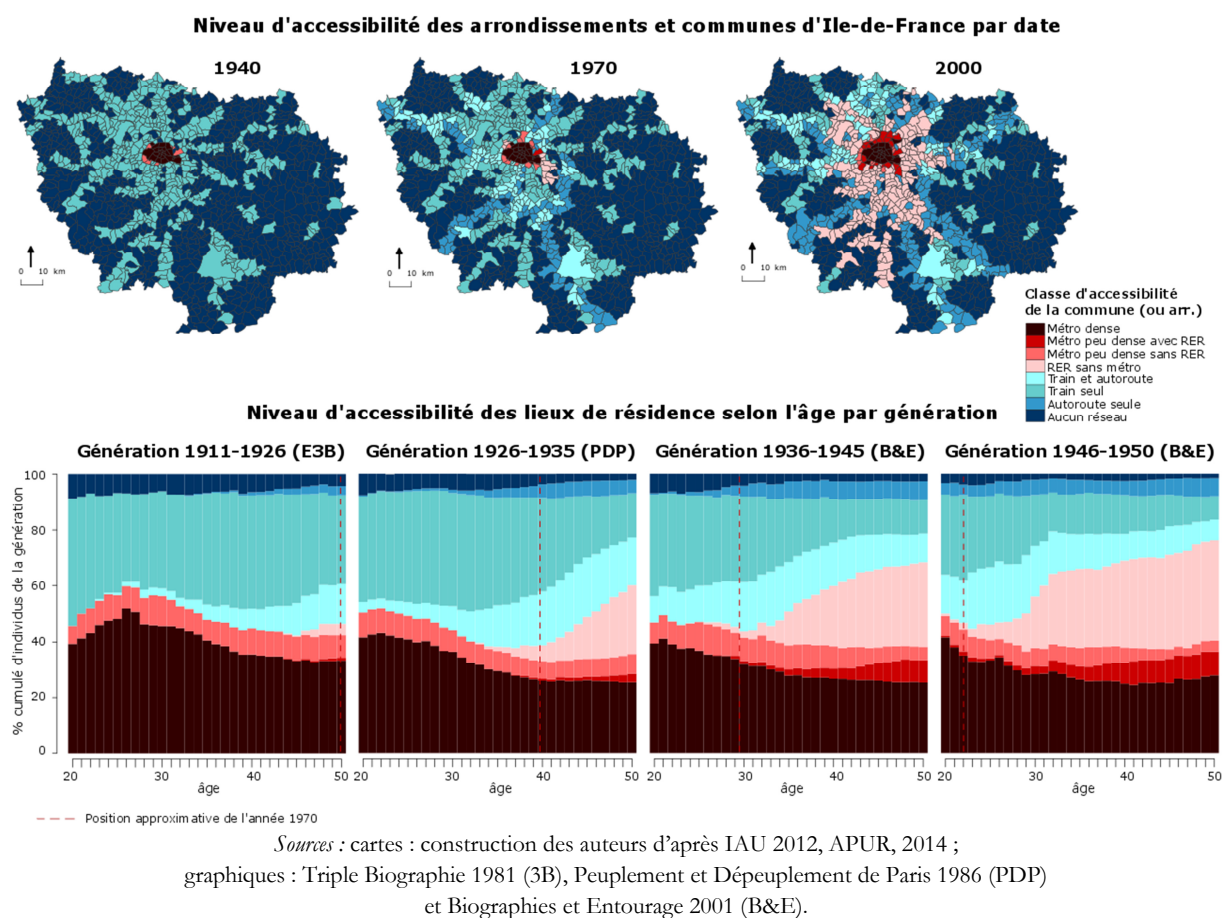 Niveau d'accessibilité des arrondissements et communes d'Ile-de-France par date
1940
1970
2000
0 10 km
0 10 km
0 10 km
Classe d'accessibilité
de la commune (ou arr.)
Métro dense
Métro peu dense avec RER
Métro peu dense sans RER
RER sans métro
Train et autoroute
Train seul
Autoroute seule
Aucun réseau
Niveau d'accessibilité des lieux de résidence selon l'âge par génération
Génération 1911-1926 (E3B)
Génération 1926-1935 (PDP)
Génération 1936-1945 (B&E)
Génération 1946-1950 (B&E)
% cumulé d'individus de la génération
100
80
60
40
20
0
20 30 40 50
20 30 40 50
20 30 40 50
20 30 40 50
âge
âge
âge
âge
Position approximative de l'année 1970
Sources : cartes : construction des auteurs d'après IAU 2012, APUR, 2014 ;
graphiques : Triple Biographie 1981 (3B), Peuplement et Dépeuplement de Paris 1986 (PDP)
et Biographies et Entourage 2001 (B&E).